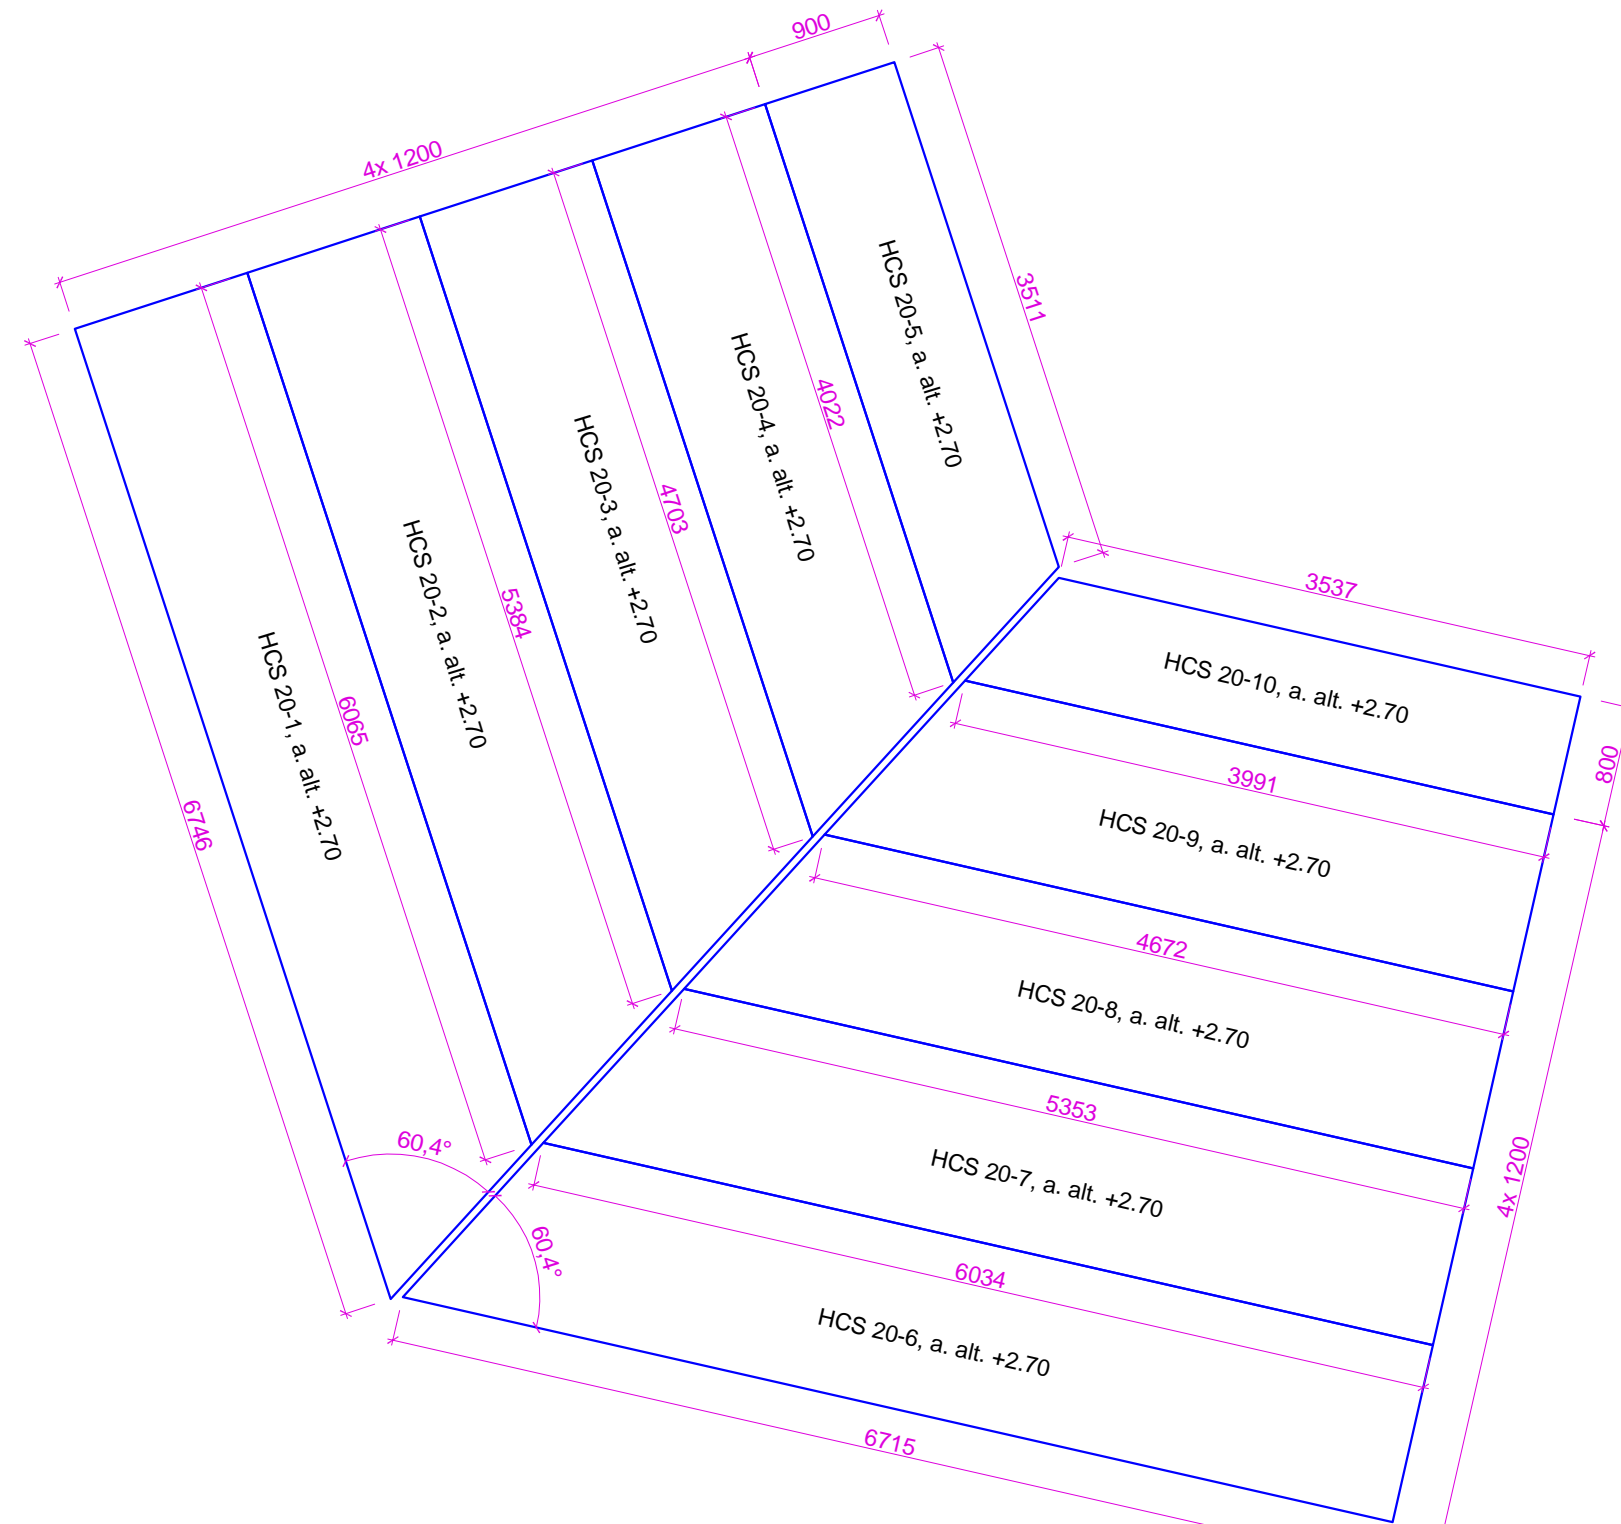 900
4x 1200
HCS 20-5, a. alt. +2.70
3511
HCS 20-4, a. alt. +2.70
4022
HCS 20-3, a. alt. +2.70
4703
HCS 20-2, a. alt. +2.70
5384
HCS 20-1, a. alt. +2.70
6065
6746
3537
HCS 20-10, a. alt. +2.70
800
3991
HCS 20-9, a. alt. +2.70
4672
HCS 20-8, a. alt. +2.70
5353
4x 1200
HCS 20-7, a. alt. +2.70
60,4°
60,4°
6034
HCS 20-6, a. alt. +2.70
6715